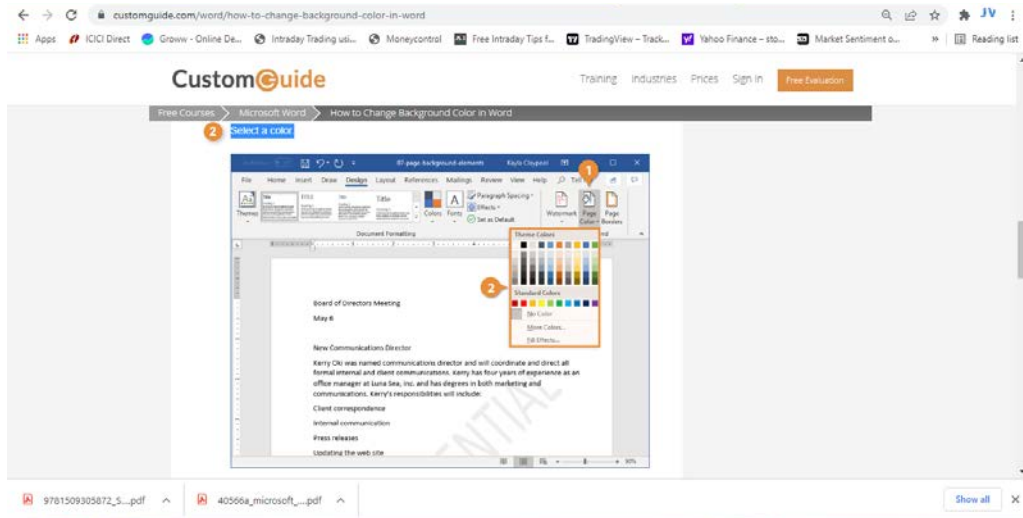 customguide.com/word/how-to-change-background-color-in-word
JV
Apps ICICI Direct Groww - Online De... Intraday Trading usi... Moneycontrol Free Intraday Tips f... TradingView – Track... Yahoo Finance – sto... Market Sentiment o... » Reading list
CustomGuide Training Industries Prices Sign In Free Evaluation
Free Courses Microsoft Word How to Change Background Color in Word
2 Select a color.
07-page-background-elements Kayla Claypool
1
File Home Insert Draw Design Layout References Mailings Review View Help
Title
Paragraph Spacing
Effects
Set as Default
Themes Colors Fonts Watermark Page Color Page Borders
Document Formatting
Theme Colors
2
Standard Colors
No Color
More Colors...
Fill Effects...
Board of Directors Meeting
May 6
New Communications Director
Kerry Oki was named communications director and will coordinate and direct all
formal internal and client communications. Kerry has four years of experience as an
office manager at Luna Sea, Inc. and has degrees in both marketing and
communications. Kerry's responsibilities will include:
Client correspondence
Internal communication
Press releases
Updating the web site
90%
9781509305872_S....pdf 40566a_microsoft_....pdf Show all